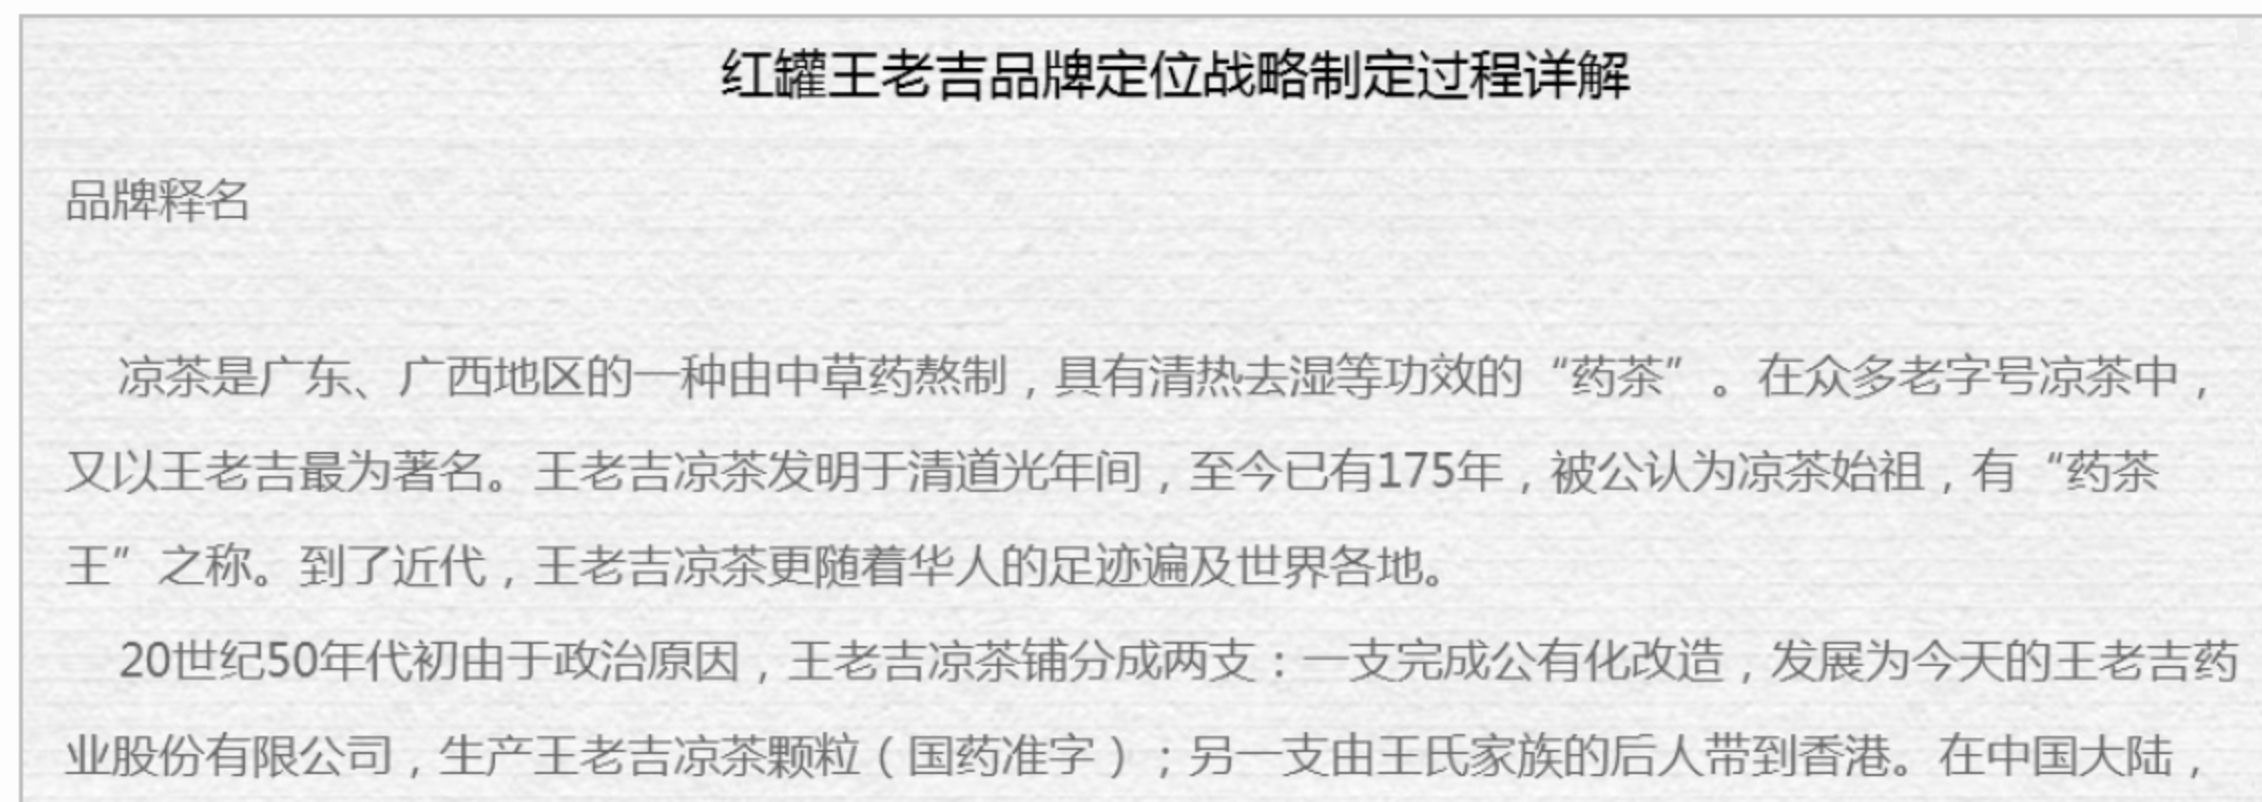 红罐王老吉品牌定位战略制定过程详解
品牌释名
凉茶是广东、广西地区的一种由中草药熬制，具有清热去湿等功效的“药茶”。在众多老字号凉茶中，
又以王老吉最为著名。王老吉凉茶发明于清道光年间，至今已有175年，被公认为凉茶始祖，有“药茶
王”之称。到了近代，王老吉凉茶更随着华人的足迹遍及世界各地。
20世纪50年代初由于政治原因，王老吉凉茶铺分成两支：一支完成公有化改造，发展为今天的王老吉药
业股份有限公司，生产王老吉凉茶颗粒（国药准字）；另一支由王氏家族的后人带到香港。在中国大陆，